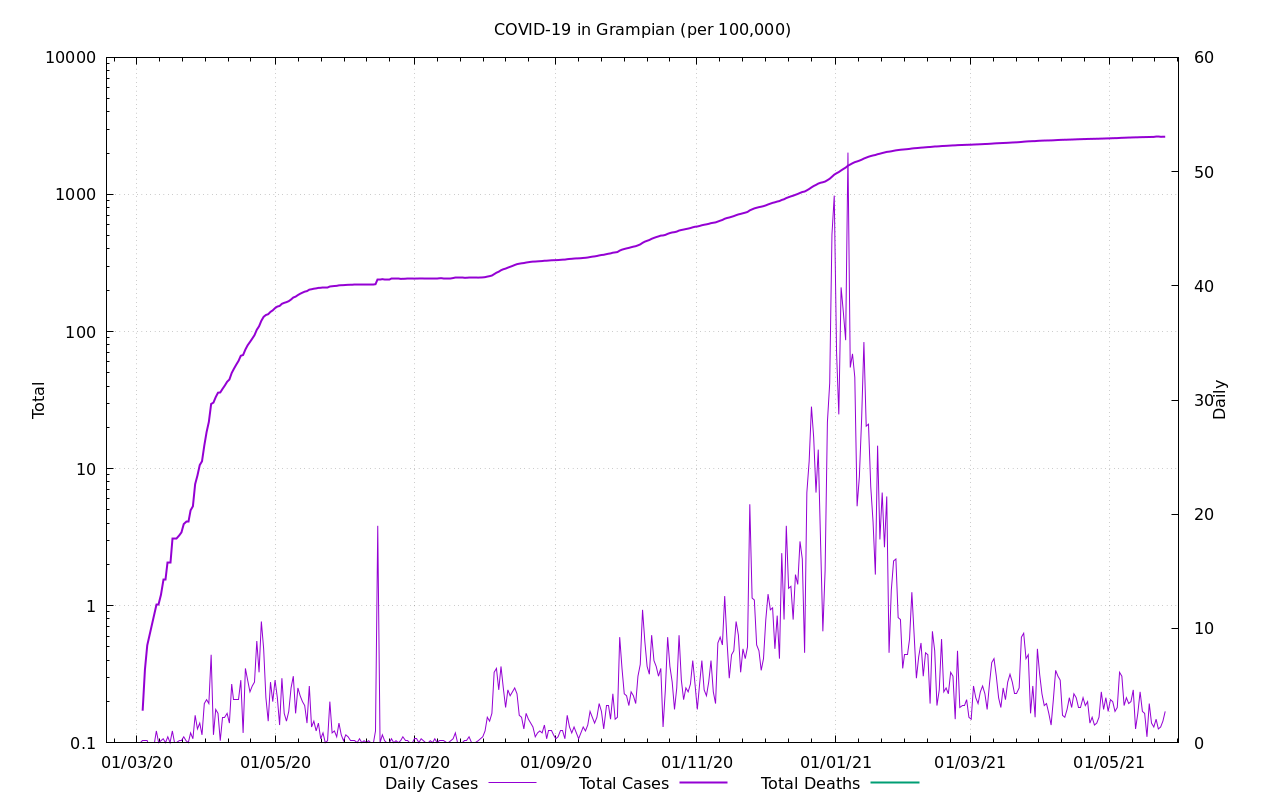 COVID-19 in Grampian (per 100,000)
10000
1000
100
10
1
0.1
Total
60
50
40
30
20
10
0
Daily
01/03/20 01/05/20 01/07/20 01/09/20 01/11/20 01/01/21 01/03/21 01/05/21
Daily Cases Total Cases Total Deaths